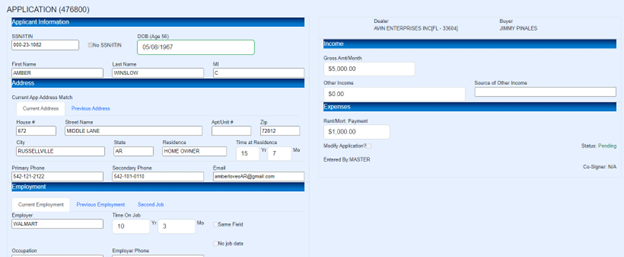 APPLICATION (476800)
Applicant Information
SSN/ITIN
No SSN/ITIN
DOB (Age 56)
800-23-1082
05/08/1967
First Name
Last Name
MI
AMBER
WINSLOW
C
Address
Current App Address Match
Current Address
Previous Address
House #
Street Name
Apt/Unit #
Zip
672
MIDDLE LANE
72812
City
State
Residence
Time at Residence
RUSSELLVILLE
AR
HOME OWNER
15 Yr 7 Mo
Primary Phone
Secondary Phone
Email
542-121-2122
542-181-0110
amberlovesAR@gmail.com
Employment
Current Employment
Previous Employment
Second Job
Employer
Time On Job
WALMART
10 Yr 3 Mo
Same Field
No job data
Occupation
Employer Phone
Dealer
Buyer
AVIN ENTERPRISES INC[FL - 33604]
JIMMY PINALES
Income
Gross Amt/Month
$5,000.00
Other Income
Source of Other Income
$0.00
Expenses
Rent/Mort. Payment
$1,000.00
Modify Application?
Status: Pending
Entered By MASTER
Co-Signer: N/A